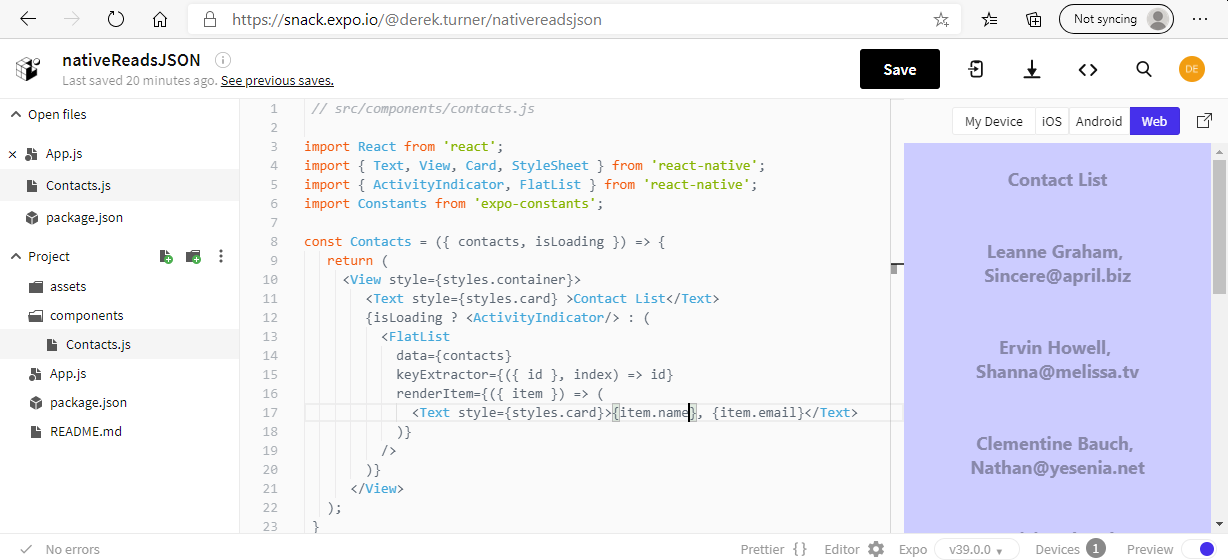 https://snack.expo.io/@derek.turner/nativereadsjson
Not syncing
nativeReadsJSON
Last saved 20 minutes ago. See previous saves.
Save
DE
Open files
App.js
Contacts.js
package.json
Project
assets
components
Contacts.js
App.js
package.json
README.md
1 // src/components/contacts.js
2
3 import React from 'react';
4 import { Text, View, Card, StyleSheet } from 'react-native';
5 import { ActivityIndicator, FlatList } from 'react-native';
6 import Constants from 'expo-constants';
7
8 const Contacts = ({ contacts, isLoading }) => {
9 return (
10 <View style={styles.container}>
11 <Text style={styles.card} >Contact List</Text>
12 {isLoading ? <ActivityIndicator/> : (
13 <FlatList
14 data={contacts}
15 keyExtractor={({ id }, index) => id}
16 renderItem={({ item }) => (
17 <Text style={styles.card}>{item.name}, {item.email}</Text>
18 )}
19 />
20 )}
21 </View>
22 );
23 }
My Device iOS Android Web
Contact List
Leanne Graham,
Sincere@april.biz
Ervin Howell,
Shanna@melissa.tv
Clementine Bauch,
Nathan@yesenia.net
No errors
Prettier {} Editor Expo v39.0.0 Devices 1 Preview